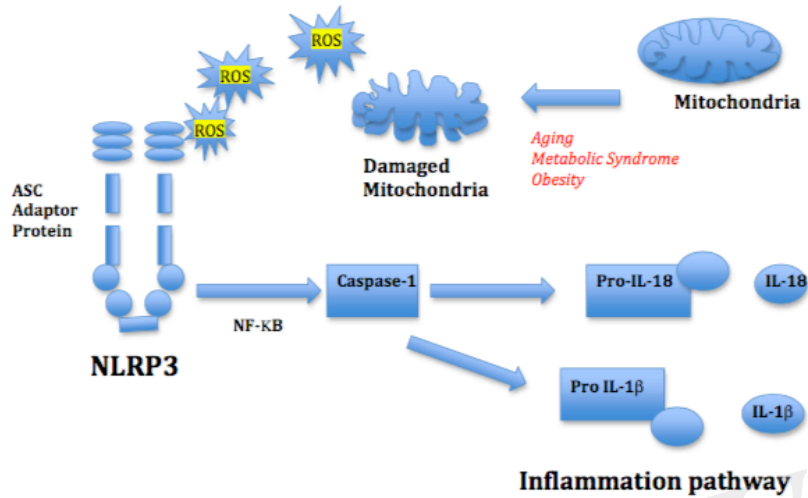 ROS
ROS
ROS
Mitochondria
Aging
Metabolic Syndrome
Obesity
Damaged
Mitochondria
ASC
Adaptor
Protein
NF-κB
Caspase-1
Pro-IL-18
IL-18
NLRP3
Pro IL-1β
IL-1β
Inflammation pathway